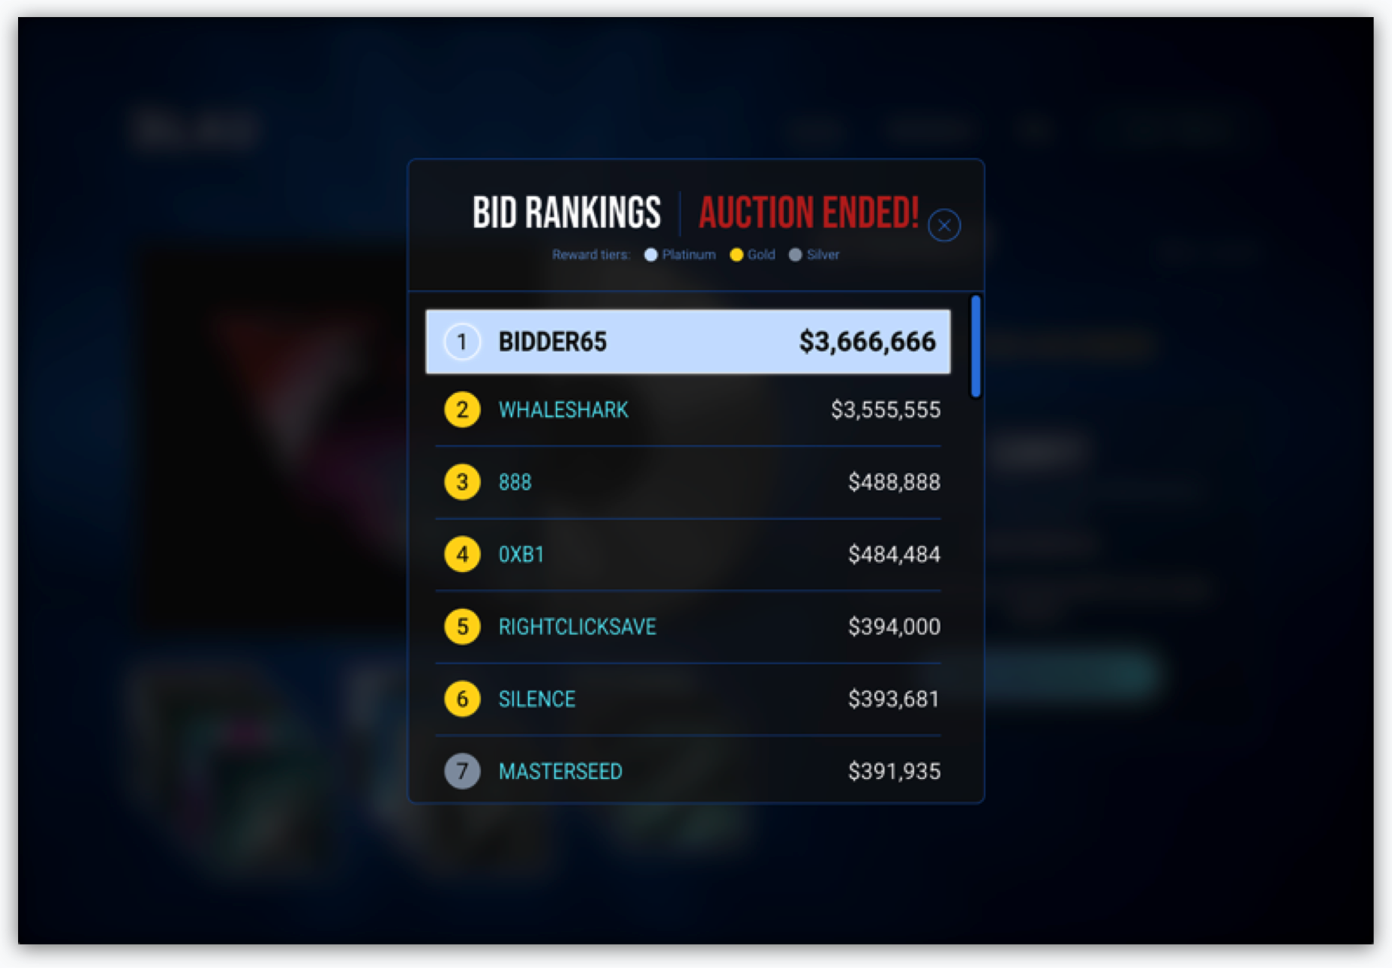 BID RANKINGS AUCTION ENDED!
Reward tiers: Platinum Gold Silver
1 BIDDER65 $3,666,666
2 WHALESHARK $3,555,555
3 888 $488,888
4 0XB1 $484,484
5 RIGHTCLICKSAVE $394,000
6 SILENCE $393,681
7 MASTERSEED $391,935